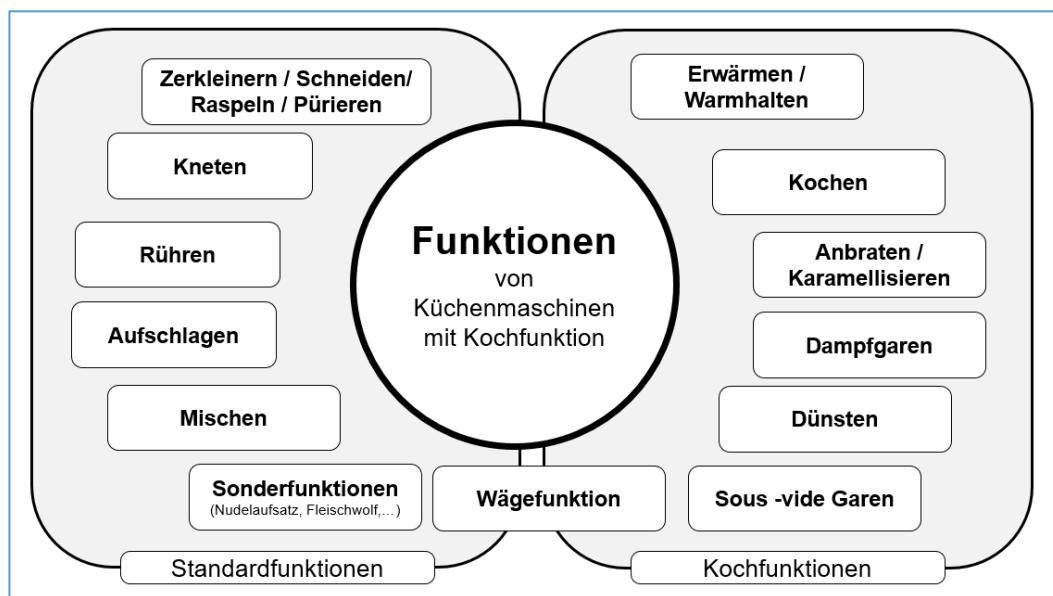 Zerkleinern / Schneiden/
Raspeln / Pürieren
Kneten
Rühren
Aufschlagen
Mischen
Sonderfunktionen
(Nudelaufsatz, Fleischwolf,…)
Standardfunktionen
Funktionen
von
Küchenmaschinen
mit Kochfunktion
Wägefunktion
Erwärmen /
Warmhalten
Kochen
Anbraten /
Karamellisieren
Dampfgaren
Dünsten
Sous -vide Garen
Kochfunktionen